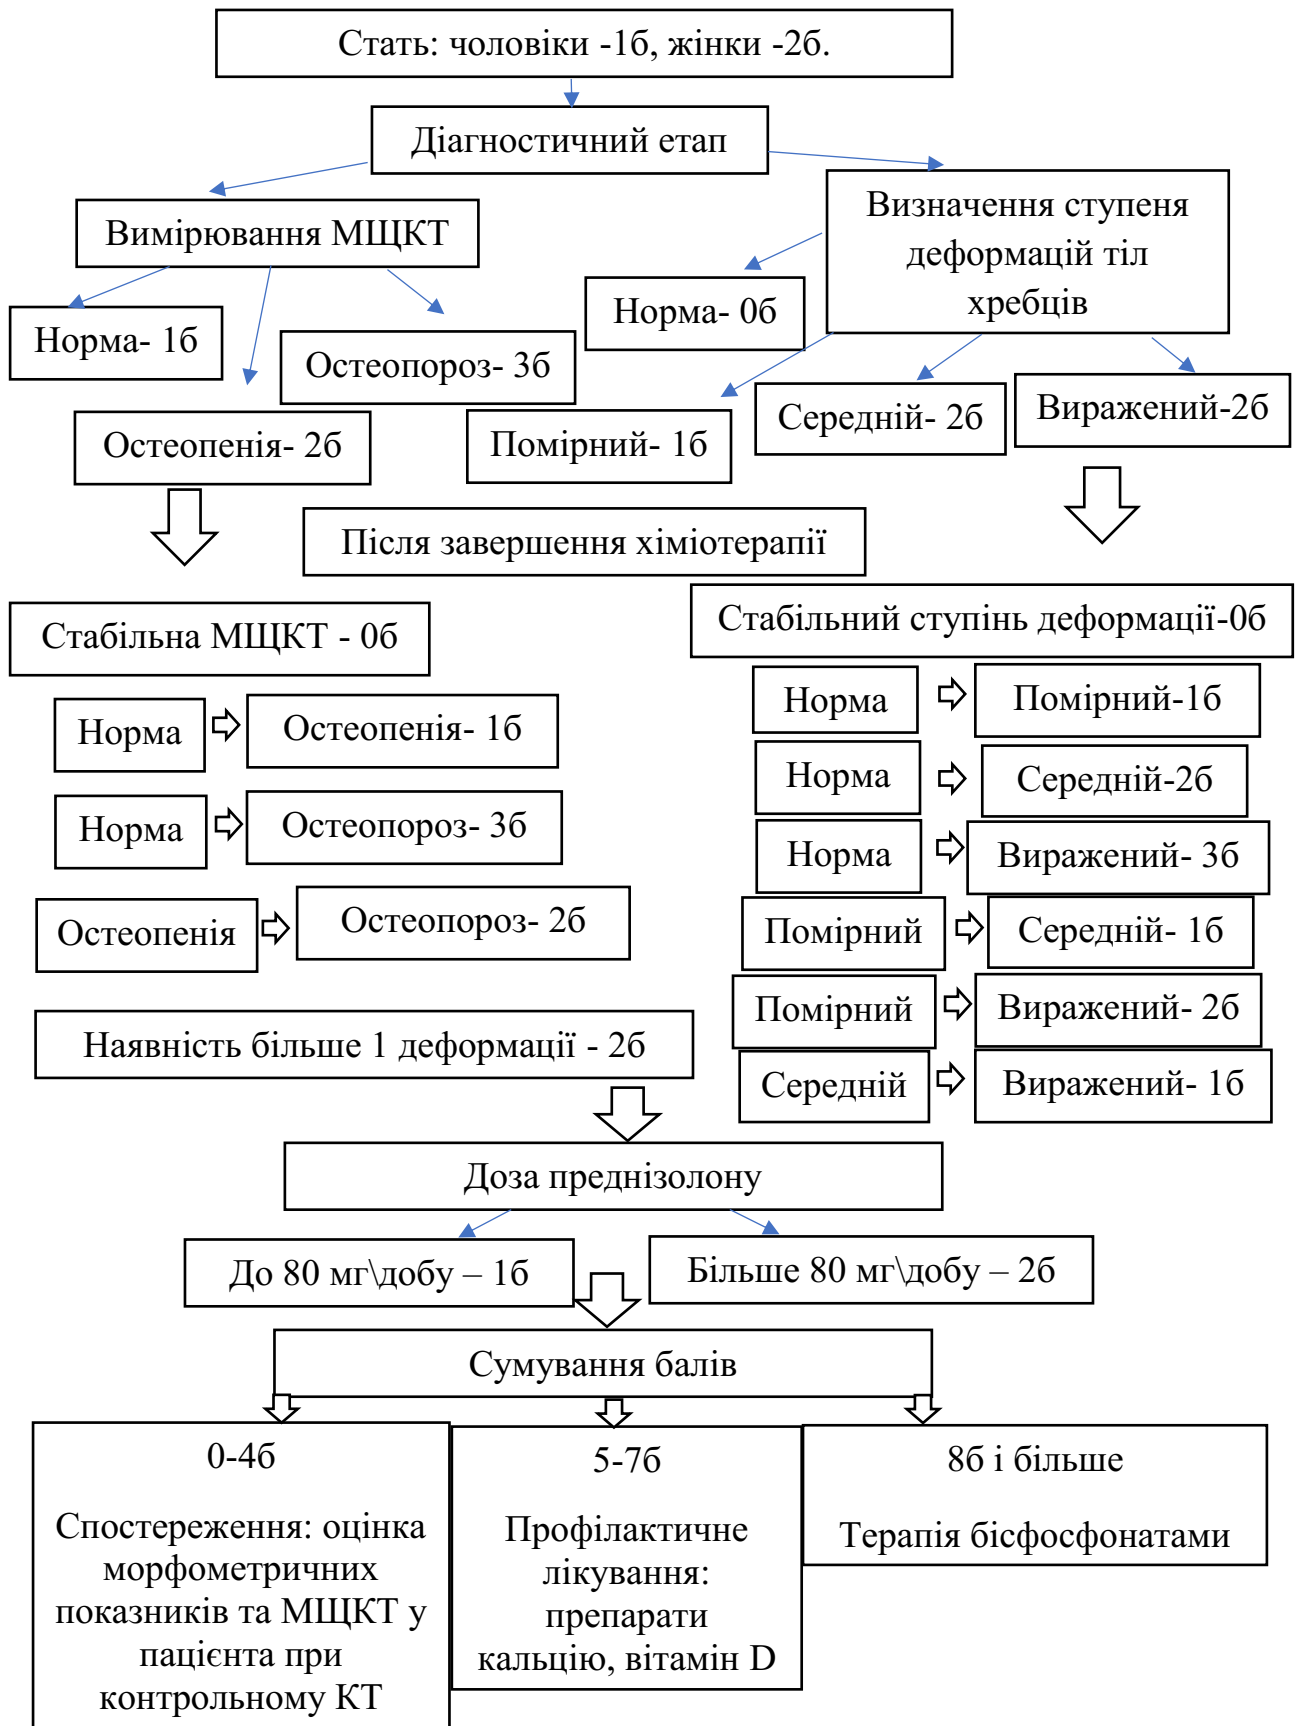 Стать: чоловіки -1б, жінки -2б.
Діагностичний етап
Вимірювання МЩКТ
Визначення ступеня
деформацій тіл
хребців
Норма- 1б
Остеопороз- 3б
Остеопенія- 2б
Норма- 0б
Помірний- 1б
Середній- 2б
Виражений-2б
Після завершення хіміотерапії
Стабільна МЩКТ - 0б
Норма
Остеопенія- 1б
Норма
Остеопороз- 3б
Остеопенія
Остеопороз- 2б
Наявність більше 1 деформації - 2б
Стабільний ступінь деформації-0б
Норма
Помірний-1б
Норма
Середній-2б
Норма
Виражений- 3б
Помірний
Середній- 1б
Помірний
Виражений- 2б
Середній
Виражений- 1б
Доза преднізолону
До 80 мг\добу – 1б
Більше 80 мг\добу – 2б
Сумування балів
0-4б
Спостереження: оцінка
морфометричних
показників та МЩКТ у
пацієнта при
контрольному КТ
5-7б
Профілактичне
лікування:
препарати
кальцію, вітамін D
8б і більше
Терапія бісфосфонатами